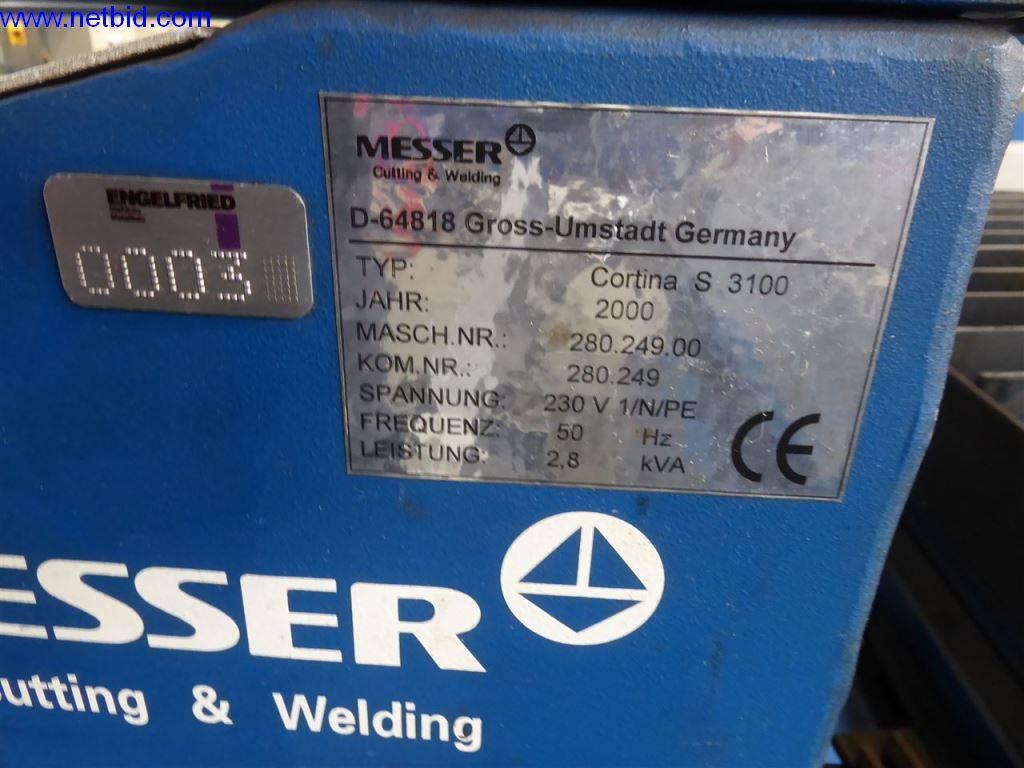 www.netbid.com
ENGELFRIED
0003
MESSER
Cutting & Welding
D-64818 Gross-Umstadt Germany
TYP: Cortina S 3100
JAHR: 2000
MASCH.NR.: 280.249.00
KOM.NR.: 280.249
SPANNUNG: 230 V 1/N/PE
FREQUENZ: 50 Hz
LEISTUNG: 2,8 kVA
CE
ESSER
utting & Welding